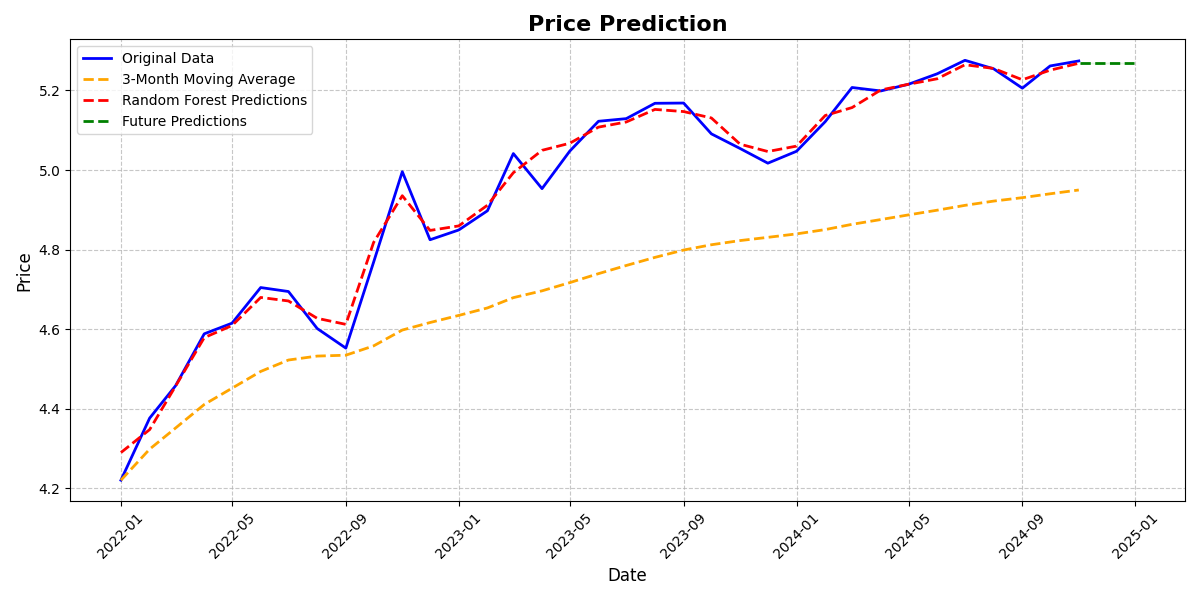 Price Prediction
Original Data
3-Month Moving Average
Random Forest Predictions
Future Predictions
Price
5.2
5.0
4.8
4.6
4.4
4.2
2022-01
2022-05
2022-09
2023-01
2023-05
2023-09
2024-01
2024-05
2024-09
2025-01
Date